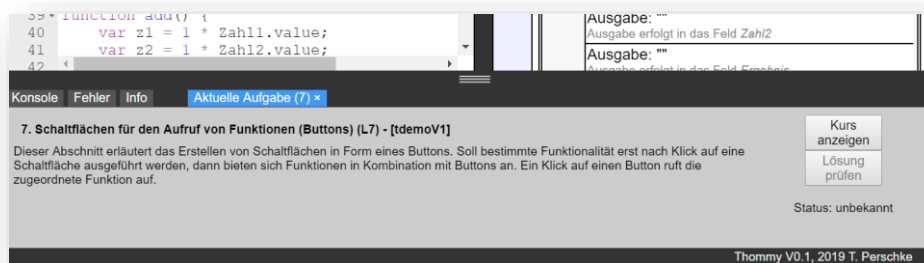 39 function add() {
40 var z1 = 1 * Zahl1.value;
41 var z2 = 1 * Zahl2.value;
42
Ausgabe: ""
Ausgabe erfolgt in das Feld Zahl2
Ausgabe: ""
Ausgabe erfolgt in das Feld Ergebnis
Konsole Fehler Info Aktuelle Aufgabe (7) ×
7. Schaltflächen für den Aufruf von Funktionen (Buttons) (L7) - [tdemoV1]
Dieser Abschnitt erläutert das Erstellen von Schaltflächen in Form eines Buttons. Soll bestimmte Funktionalität erst nach Klick auf eine
Schaltfläche ausgeführt werden, dann bieten sich Funktionen in Kombination mit Buttons an. Ein Klick auf einen Button ruft die
zugeordnete Funktion auf.
Kurs
anzeigen
Lösung
prüfen
Status: unbekannt
Thommy V0.1, 2019 T. Perschke